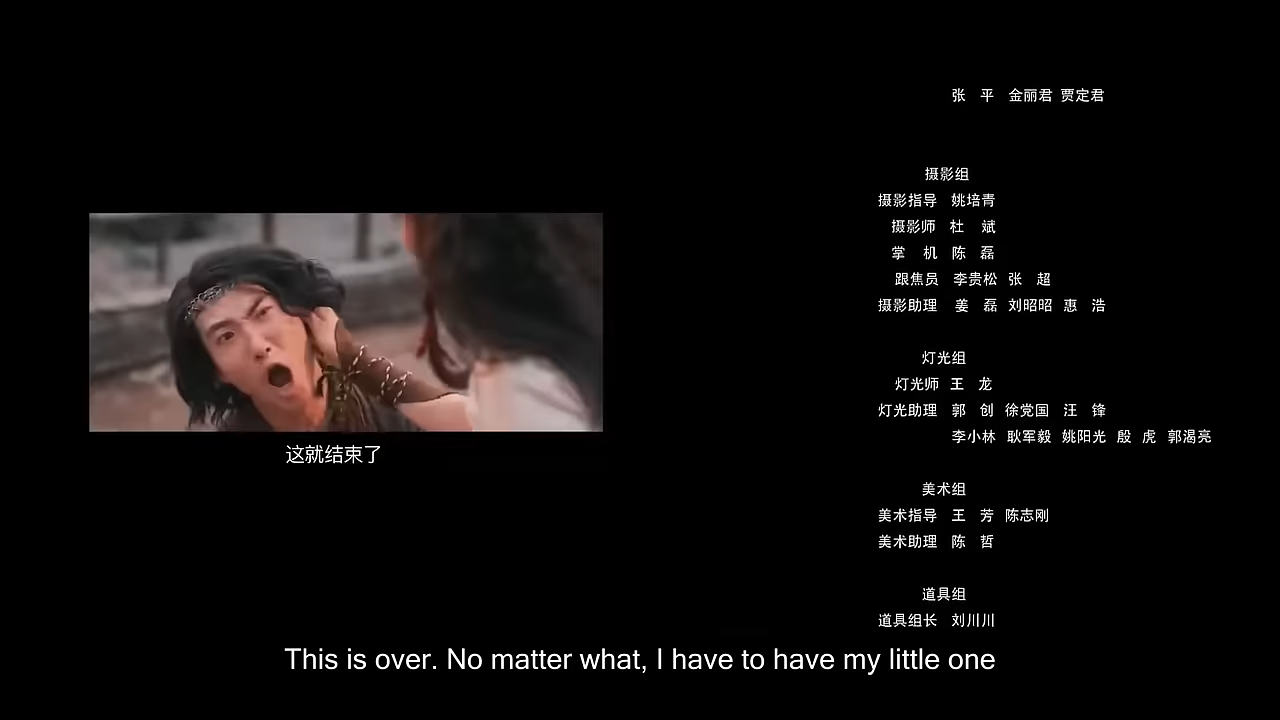 张 平 金丽君 贾定君
摄影组
摄影指导 姚培青
摄影师 杜 斌
掌 机 陈 磊
跟焦员 李贵松 张 超
摄影助理 姜 磊 刘昭昭 惠 浩
灯光组
灯光师 王 龙
灯光助理 郭 创 徐党国 汪 锋
李小林 耿军毅 姚阳光 殷 虎 郭渴亮
美术组
美术指导 王 芳 陈志刚
美术助理 陈 哲
道具组
道具组长 刘川川
这就结束了
This is over. No matter what, I have to have my little one